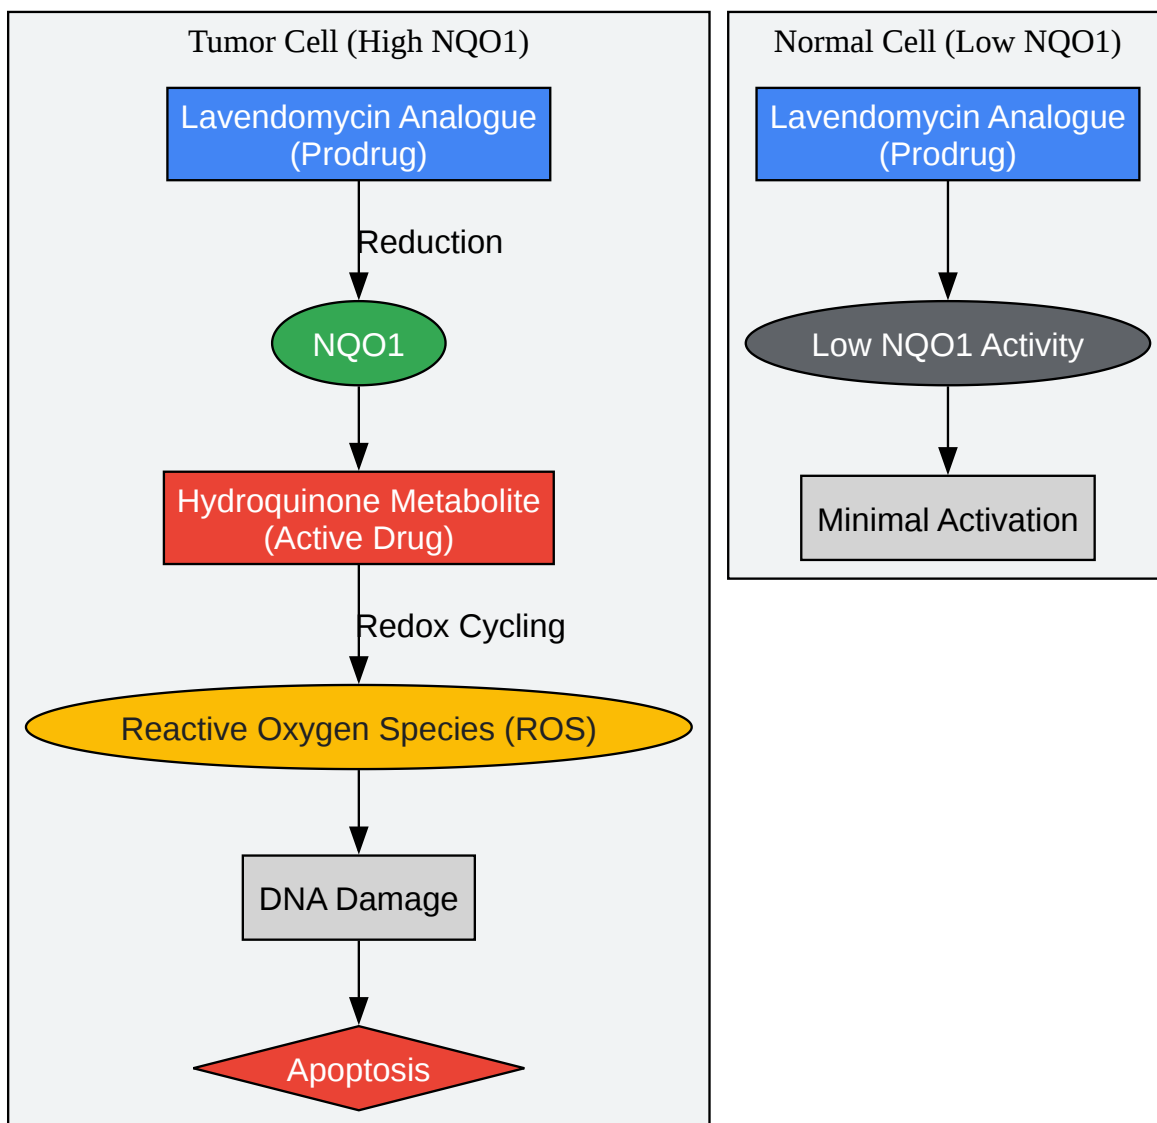 Tumor Cell (High NQO1)
Lavendomycin Analogue
(Prodrug)
Reduction
NQO1
Hydroquinone Metabolite
(Active Drug)
Redox Cycling
Reactive Oxygen Species (ROS)
DNA Damage
Apoptosis
Normal Cell (Low NQO1)
Lavendomycin Analogue
(Prodrug)
Low NQO1 Activity
Minimal Activation